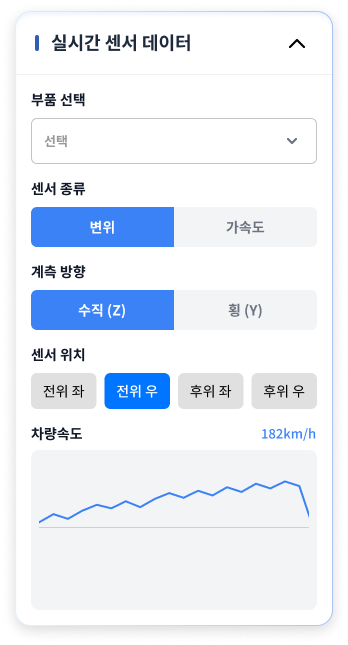 실시간 센서 데이터
부품 선택
선택
센서 종류
변위 가속도
계측 방향
수직 (Z) 횡 (Y)
센서 위치
전위 좌 전위 우 후위 좌 후위 우
차량속도 182km/h